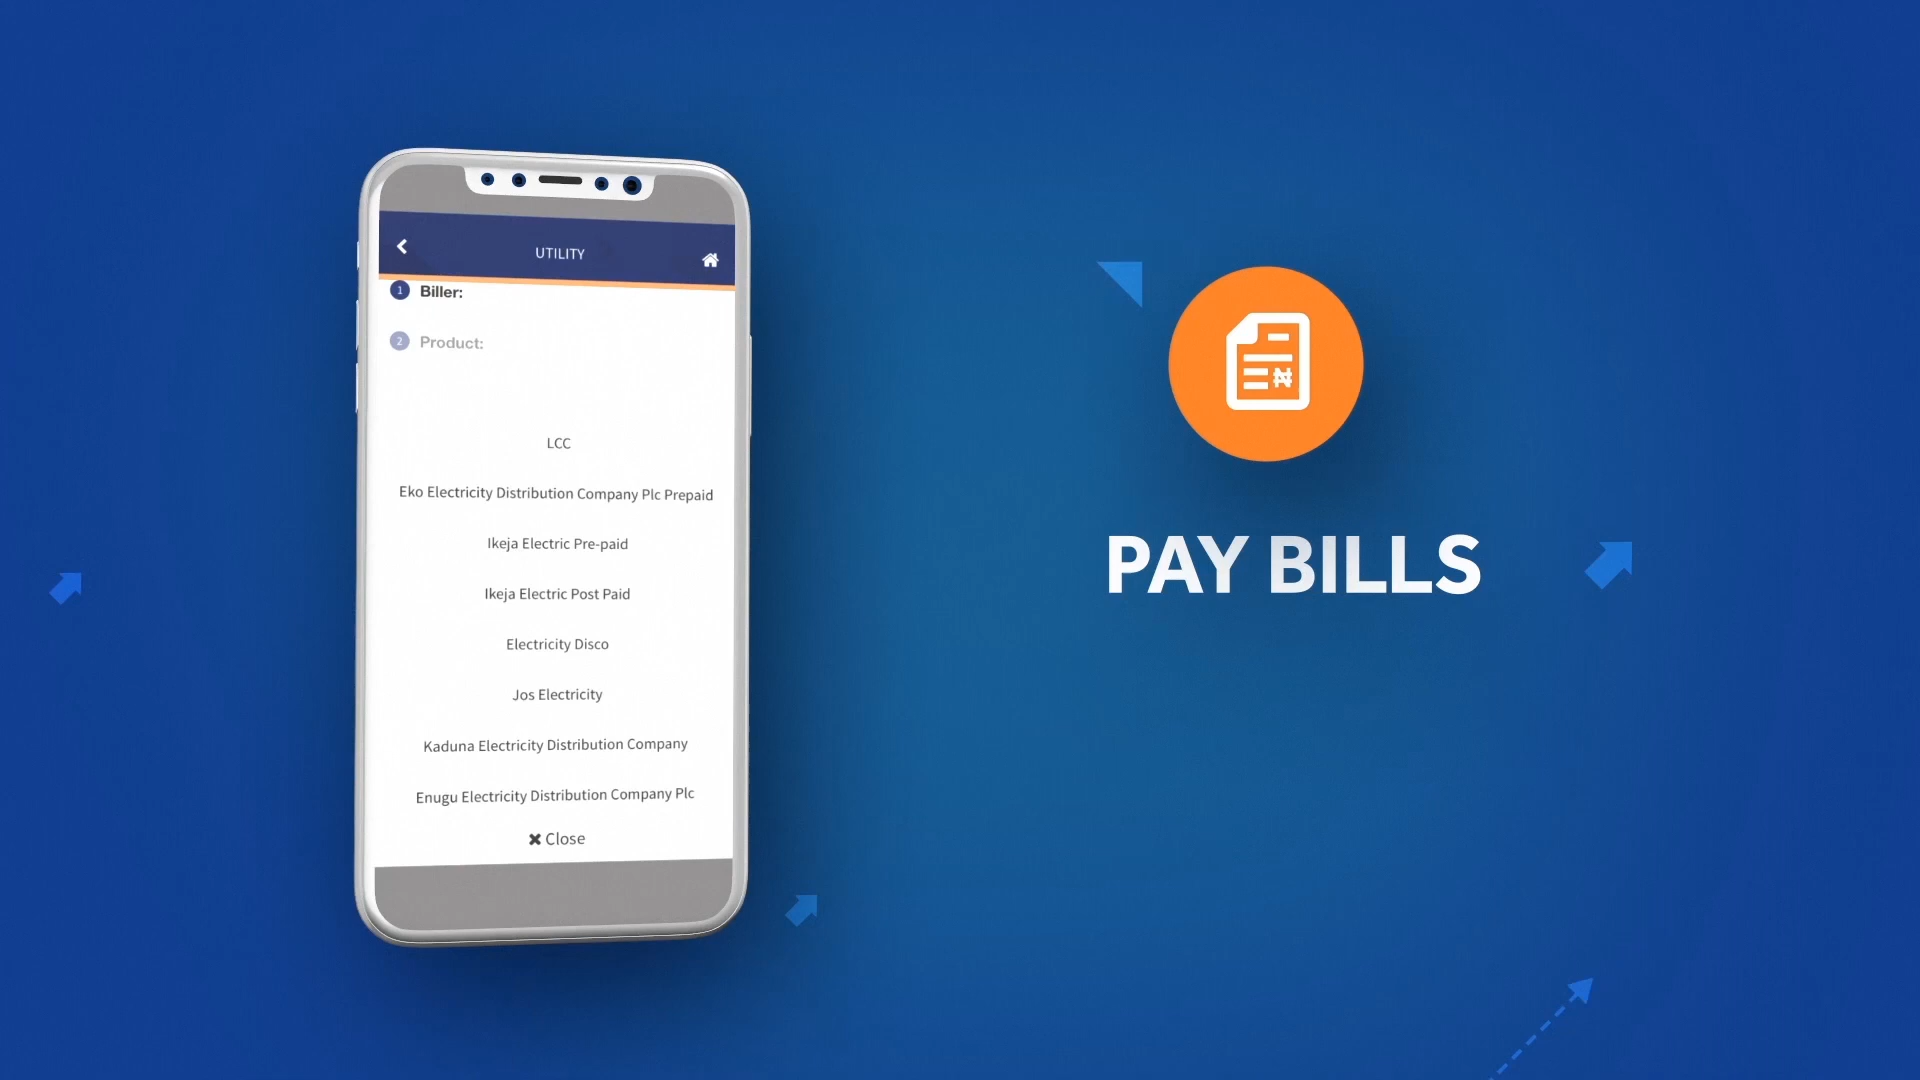 UTILITY
1 Biller:
2 Product:
LCC
Eko Electricity Distribution Company Plc Prepaid
Ikeja Electric Pre-paid
Ikeja Electric Post Paid
Electricity Disco
Jos Electricity
Kaduna Electricity Distribution Company
Enugu Electricity Distribution Company Plc
✖ Close
₦
PAY BILLS